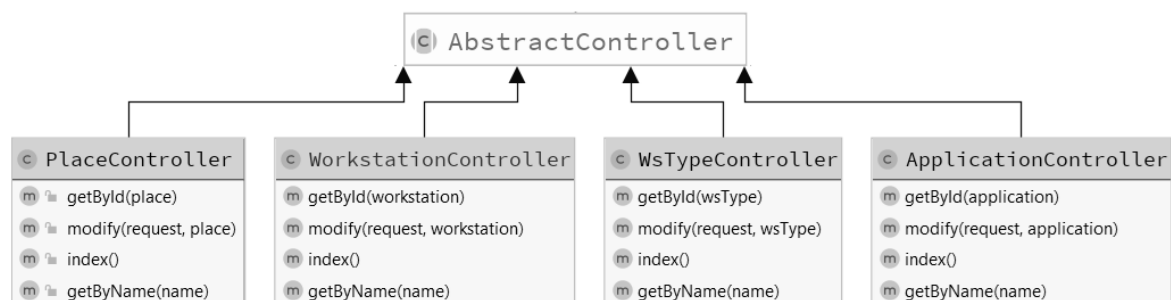 C AbstractController
C PlaceController
m getById(place)
m modify(request, place)
m index()
m getByName(name)
C WorkstationController
m getById(workstation)
m modify(request, workstation)
m index()
m getByName(name)
C WsTypeController
m getById(wsType)
m modify(request, wsType)
m index()
m getByName(name)
C ApplicationController
m getById(application)
m modify(request, application)
m index()
m getByName(name)